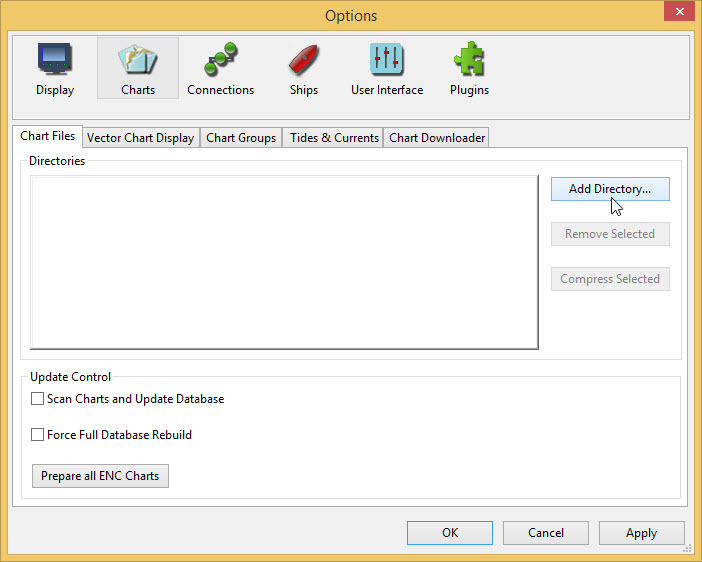 Options
Display Charts Connections Ships User Interface Plugins
Chart Files Vector Chart Display Chart Groups Tides & Currents Chart Downloader
Directories
Add Directory...
Remove Selected
Compress Selected
Update Control
Scan Charts and Update Database
Force Full Database Rebuild
Prepare all ENC Charts
OK Cancel Apply